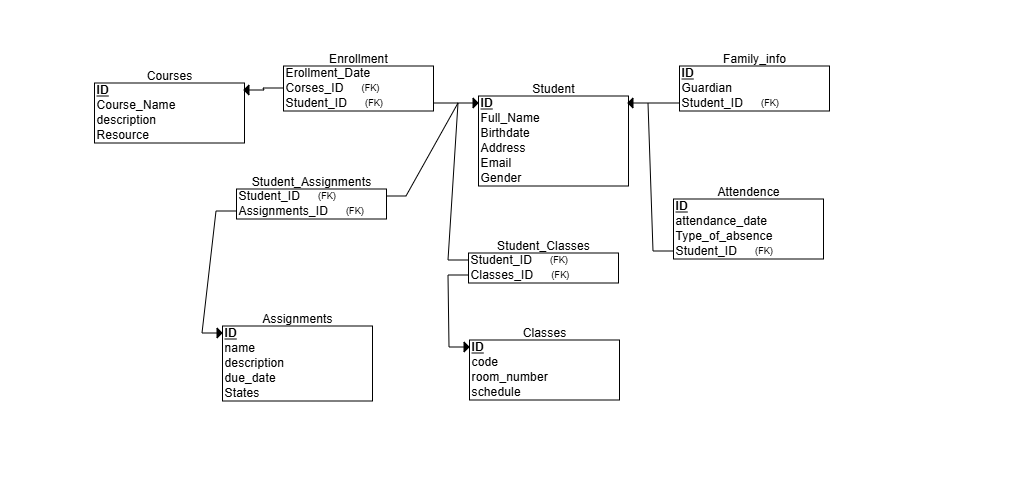 Courses
ID
Course_Name
description
Resource
Enrollment
Erollment_Date
Corses_ID (FK)
Student_ID (FK)
Student
ID
Full_Name
Birthdate
Address
Email
Gender
Family_info
ID
Guardian
Student_ID (FK)
Student_Assignments
Student_ID (FK)
Assignments_ID (FK)
Attendence
ID
attendance_date
Type_of_absence
Student_ID (FK)
Student_Classes
Student_ID (FK)
Classes_ID (FK)
Assignments
ID
name
description
due_date
States
Classes
ID
code
room_number
schedule